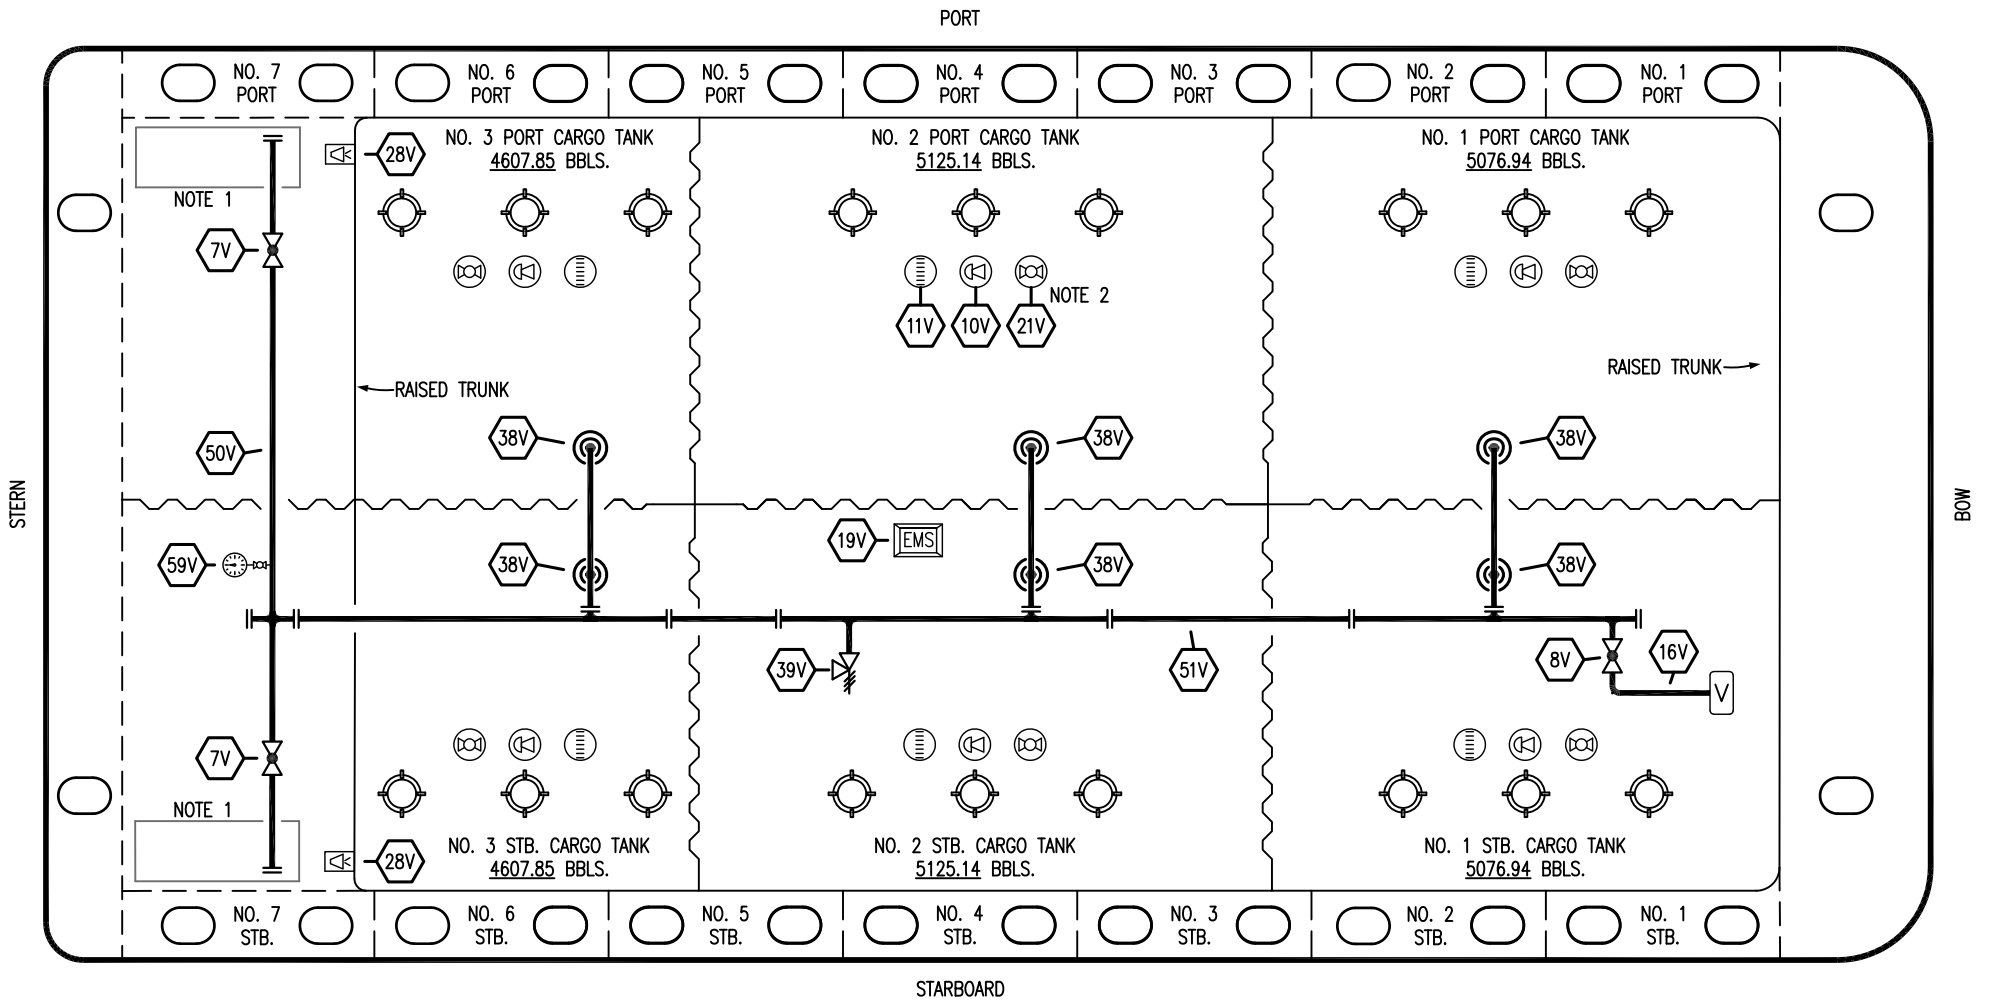 PORT
NO. 7
PORT
NO. 6
PORT
NO. 5
PORT
NO. 4
PORT
NO. 3
PORT
NO. 2
PORT
NO. 1
PORT
NO. 3 PORT CARGO TANK
4607.85 BBLS.
NO. 2 PORT CARGO TANK
5125.14 BBLS.
NO. 1 PORT CARGO TANK
5076.94 BBLS.
28V
NOTE 1
7V
NOTE 2
11V
10V
21V
RAISED TRUNK
RAISED TRUNK
50V
38V
38V
38V
STERN
BOW
19V
EMS
59V
38V
38V
38V
39V
51V
8V
16V
V
7V
NOTE 1
28V
NO. 3 STB. CARGO TANK
4607.85 BBLS.
NO. 2 STB. CARGO TANK
5125.14 BBLS.
NO. 1 STB. CARGO TANK
5076.94 BBLS.
NO. 7
STB.
NO. 6
STB.
NO. 5
STB.
NO. 4
STB.
NO. 3
STB.
NO. 2
STB.
NO. 1
STB.
STARBOARD